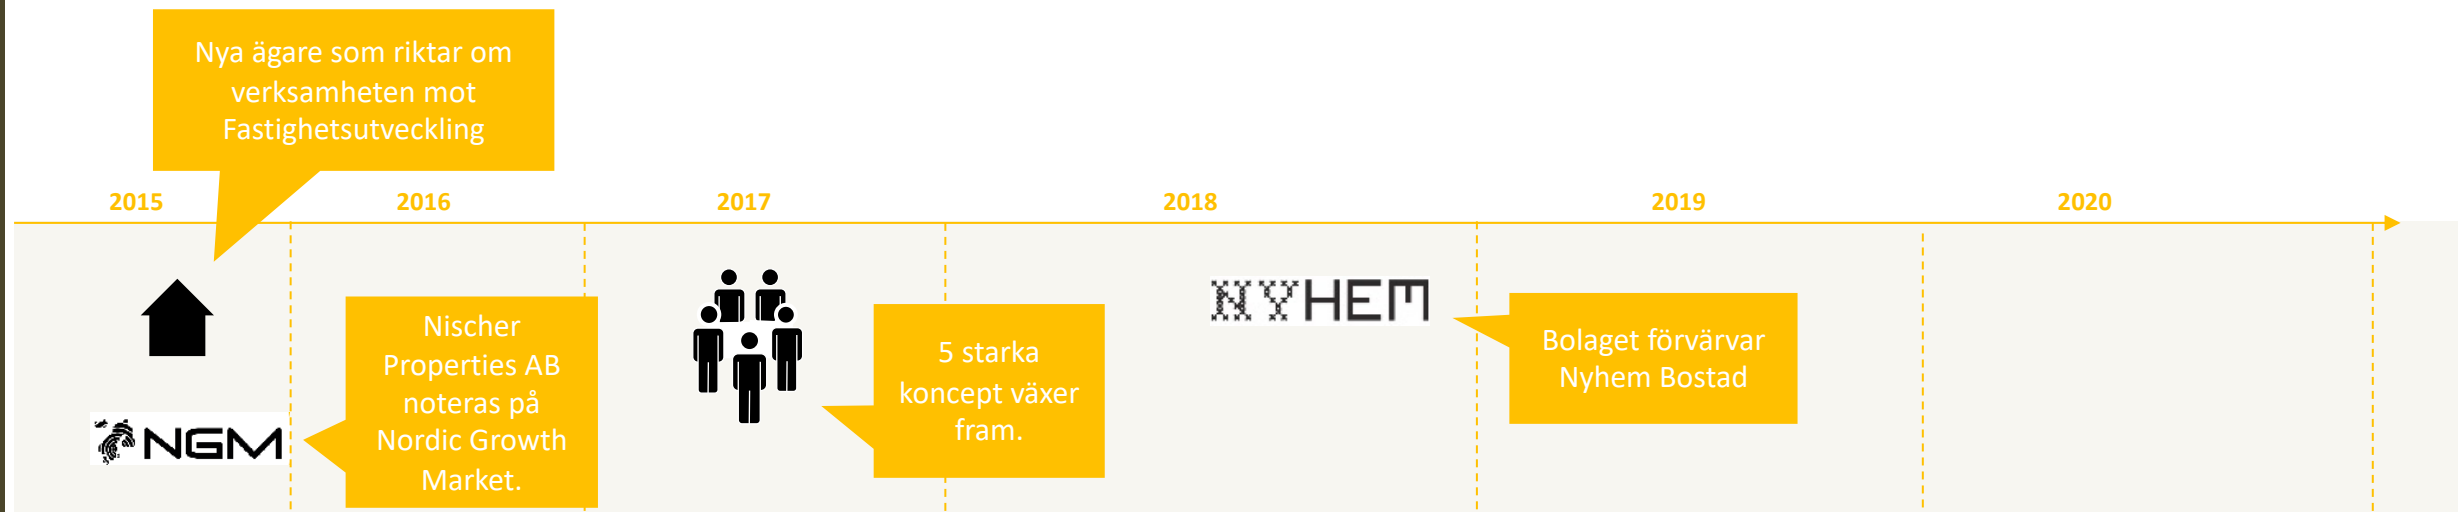 Nya ägare som riktar om
verksamheten mot
Fastighetsutveckling
2015
2016
2017
2018
2019
2020
NGM
Nischer
Properties AB
noteras på
Nordic Growth
Market.
5 starka
koncept växer
fram.
NYHEM
Bolaget förvärvar
Nyhem Bostad